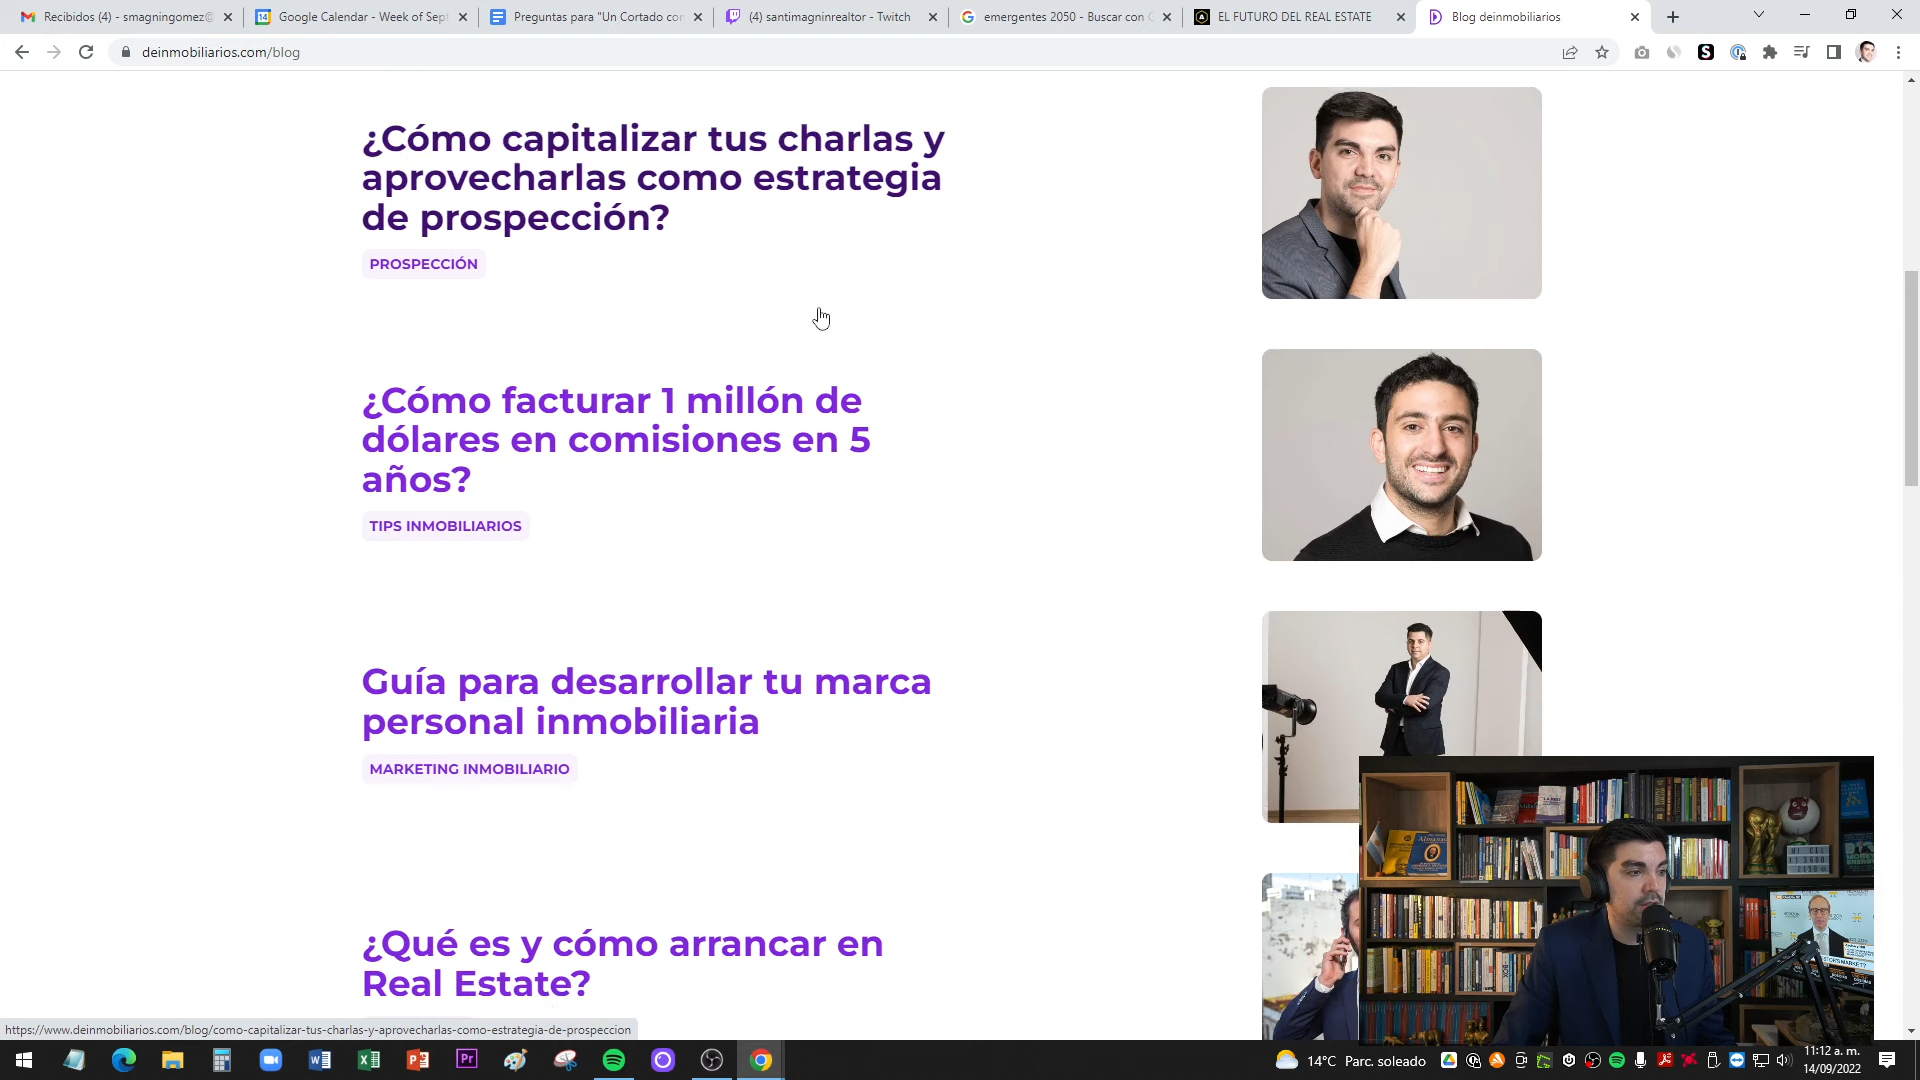 Recibidos (4) - smagningomez@
Google Calendar - Week of Sept
Preguntas para "Un Cortado con
(4) santimagninrealtor - Twitch
emergentes 2050 - Buscar con G
EL FUTURO DEL REAL ESTATE
Blog deinmobiliarios
deinmobiliarios.com/blog
¿Cómo capitalizar tus charlas y
aprovecharlas como estrategia
de prospección?
PROSPECCIÓN
¿Cómo facturar 1 millón de
dólares en comisiones en 5
años?
TIPS INMOBILIARIOS
Guía para desarrollar tu marca
personal inmobiliaria
MARKETING INMOBILIARIO
¿Qué es y cómo arrancar en
Real Estate?
https://www.deinmobiliarios.com/blog/como-capitalizar-tus-charlas-y-aprovecharlas-como-estrategia-de-prospeccion
14°C Parc. soleado
11:12 a. m.
14/09/2022